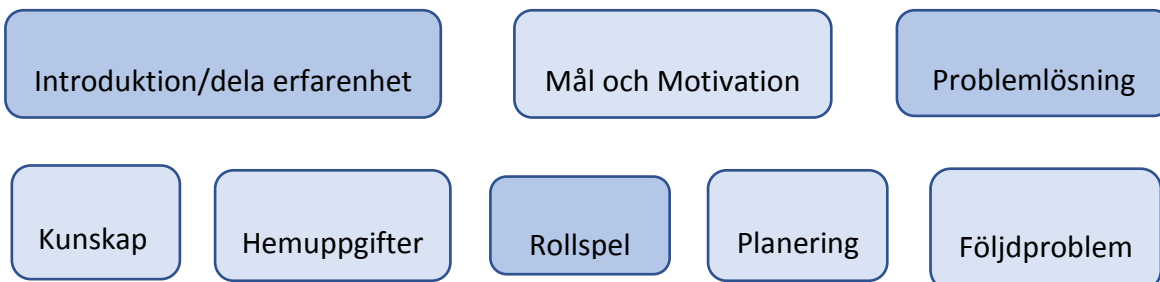 Introduktion/dela erfarenhet
Mål och Motivation
Problemlösning
Kunskap
Hemuppgifter
Rollspel
Planering
Följdproblem